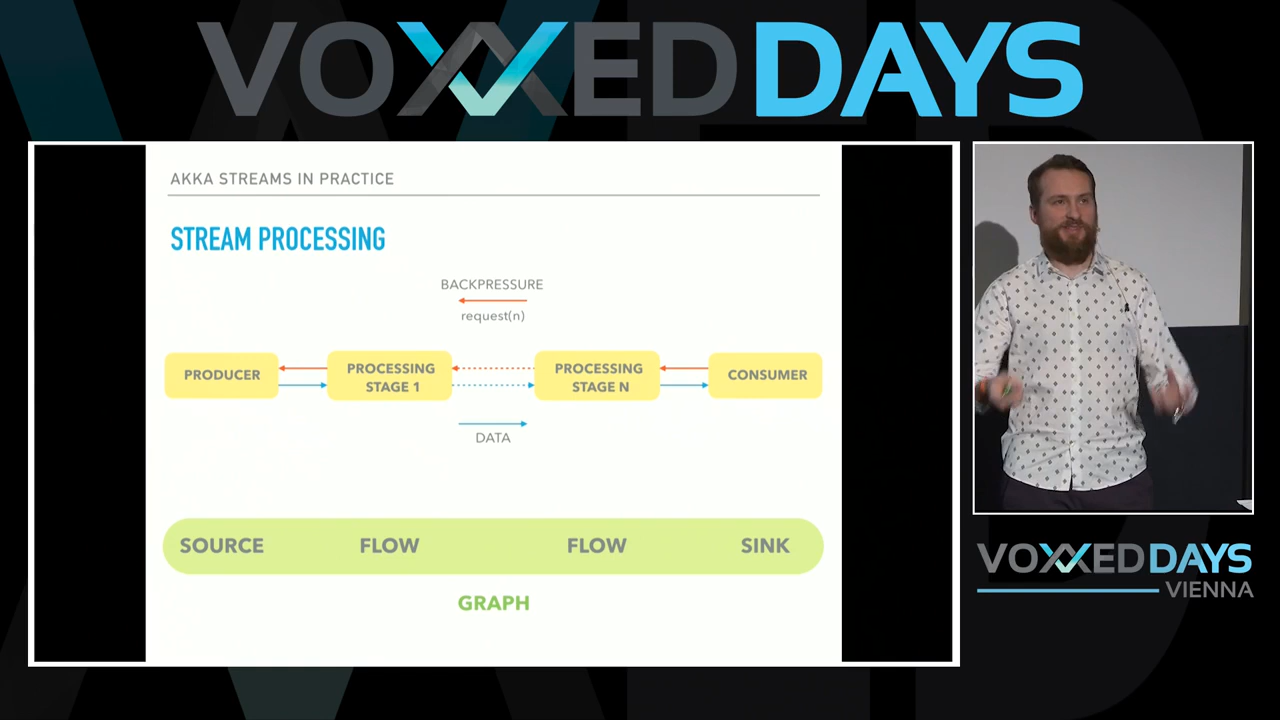 VOXXED DAYS
AKKA STREAMS IN PRACTICE
STREAM PROCESSING
BACKPRESSURE
request(n)
PRODUCER
PROCESSING
STAGE 1
PROCESSING
STAGE N
CONSUMER
DATA
SOURCE FLOW FLOW SINK
GRAPH
VOXXED DAYS
VIENNA